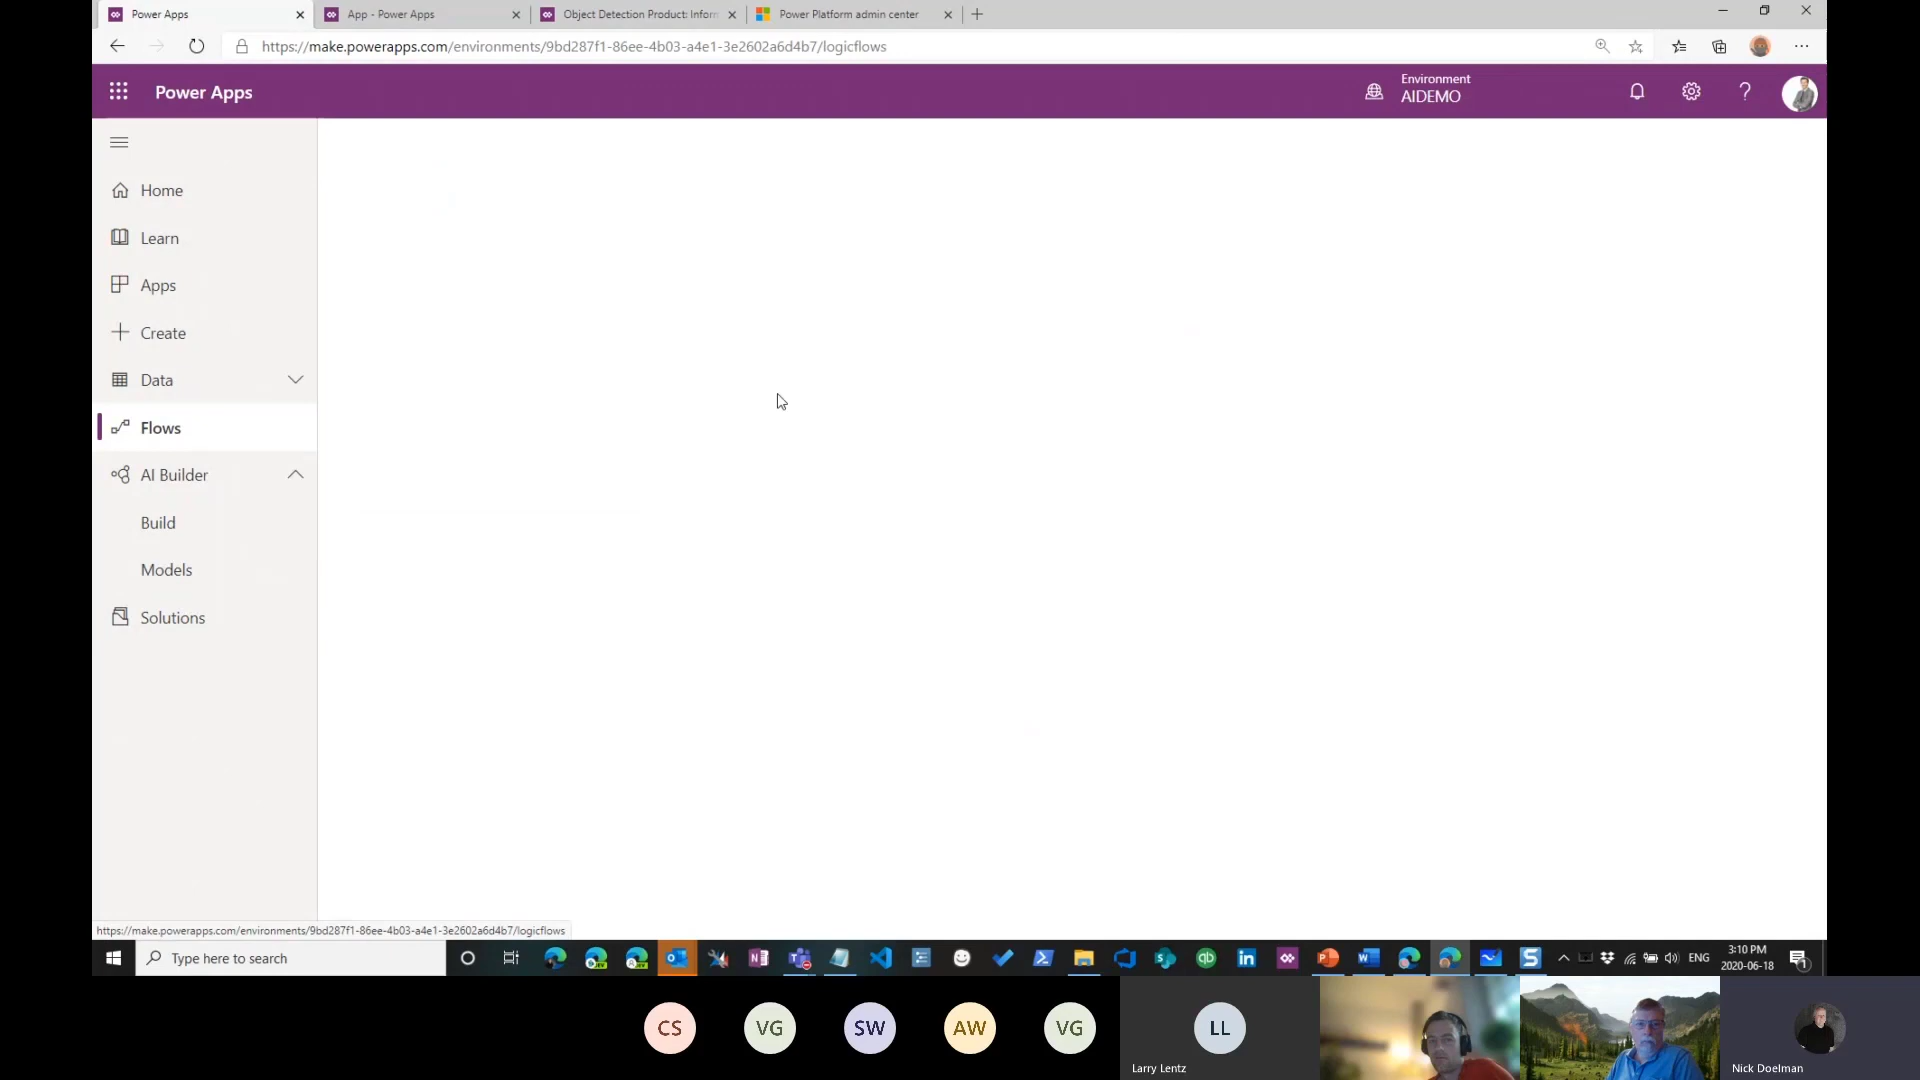 Power Apps
App - Power Apps
Object Detection Product: Inform
Power Platform admin center
https://make.powerapps.com/environments/9bd287f1-86ee-4b03-a4e1-3e2602a6d4b7/logicflows
Power Apps
Environment
AIDEMO
Home
Learn
Apps
Create
Data
Flows
AI Builder
Build
Models
Solutions
https://make.powerapps.com/environments/9bd287f1-86ee-4b03-a4e1-3e2602a6d4b7/logicflows
Type here to search
ENG
3:10 PM
2020-06-18
1
CS
VG
SW
AW
VG
LL
Larry Lentz
Nick Doelman